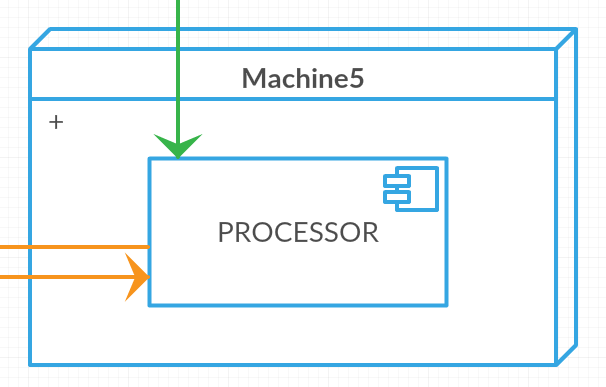 Machine5
+
PROCESSOR